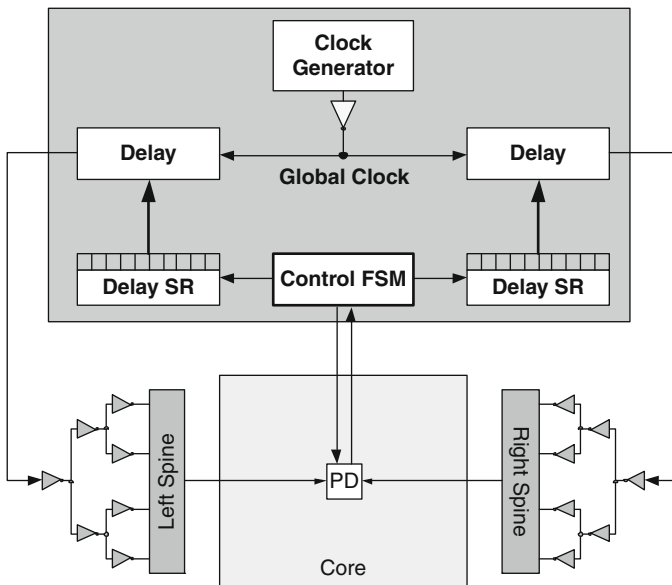 Clock
Generator
Delay
Global Clock
Delay
Delay SR
Control FSM
Delay SR
Left Spine
PD
Right Spine
Core